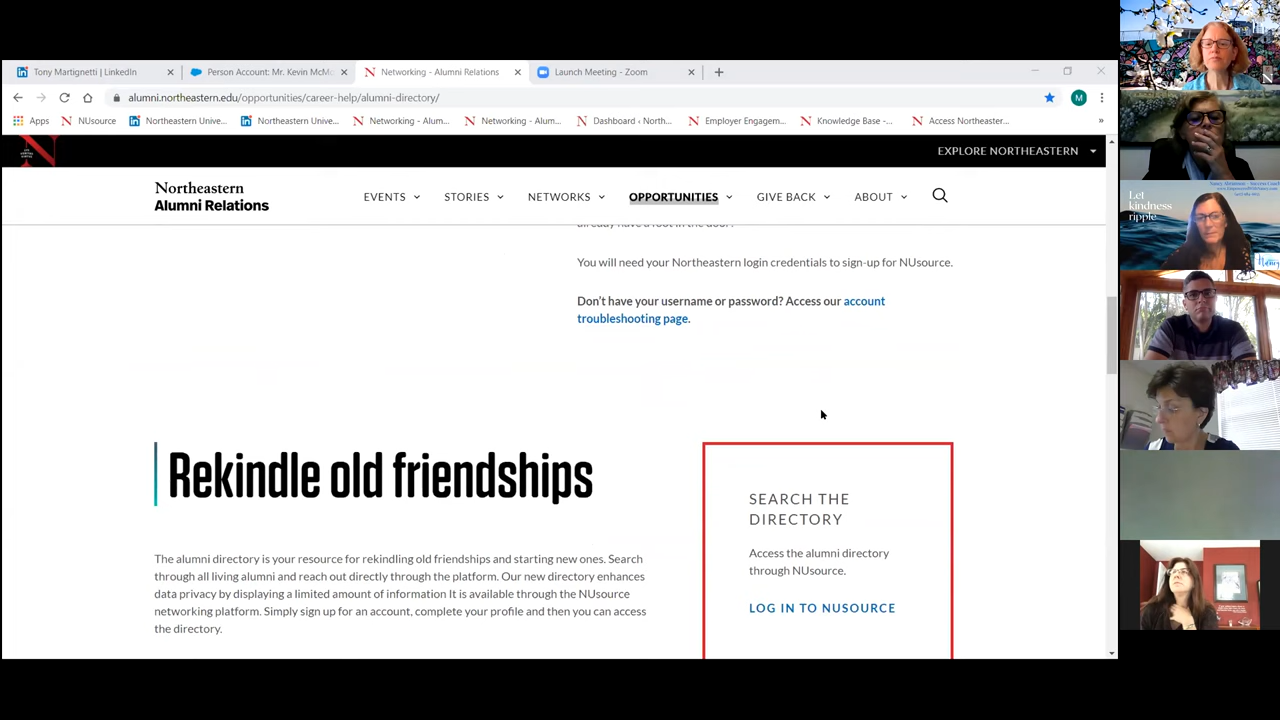 Tony Martignetti | LinkedIn
Person Account: Mr. Kevin McM
Networking - Alumni Relations
Launch Meeting - Zoom
alumni.northeastern.edu/opportunities/career-help/alumni-directory/
M
Apps
NUsource
Northeastern Unive...
Northeastern Unive...
Networking - Alum...
Networking - Alum...
Dashboard ‹ North...
Employer Engagem...
Knowledge Base -...
Access Northeaster...
»
EXPLORE NORTHEASTERN
Northeastern
Alumni Relations
EVENTS
STORIES
NETWORKS
OPPORTUNITIES
GIVE BACK
ABOUT
You will need your Northeastern login credentials to sign-up for NUsource.
Don't have your username or password? Access our account
troubleshooting page.
Rekindle old friendships
The alumni directory is your resource for rekindling old friendships and starting new ones. Search
through all living alumni and reach out directly through the platform. Our new directory enhances
data privacy by displaying a limited amount of information It is available through the NUsource
networking platform. Simply sign up for an account, complete your profile and then you can access
the directory.
SEARCH THE
DIRECTORY
Access the alumni directory
through NUsource.
LOG IN TO NUSOURCE
N
Let
kindness
ripple